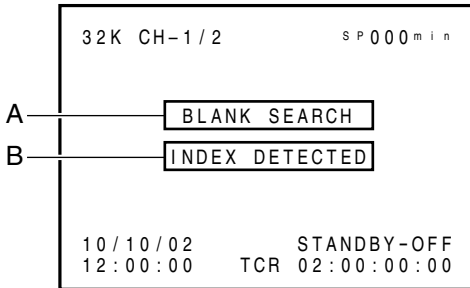 32K CH-1/2 SP000min
A BLANK SEARCH
B INDEX DETECTED
10/10/02 STANDBY-OFF
12:00:00 TCR 02:00:00:00